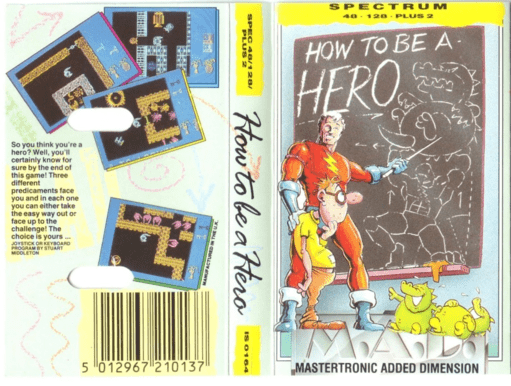 So you think you're a
hero? Well, you'll
certainly know for
sure by the end of
this game! Three
different
predicaments face
you and in each one
you can either take
the easy way out or
face up to the
challenge! The
choice is yours ...
JOYSTICK OR KEYBOARD
PROGRAM BY STUART
MIDDLETON
MANUFACTURED IN THE U.K.
5 012967 210137
SPEC 48/128/
PLUS 2
How to be a Hero
IS 0164
SPECTRUM
48 · 128 · PLUS 2
HOW TO BE A
HERO
M.A.D.
MASTERTRONIC ADDED DIMENSION